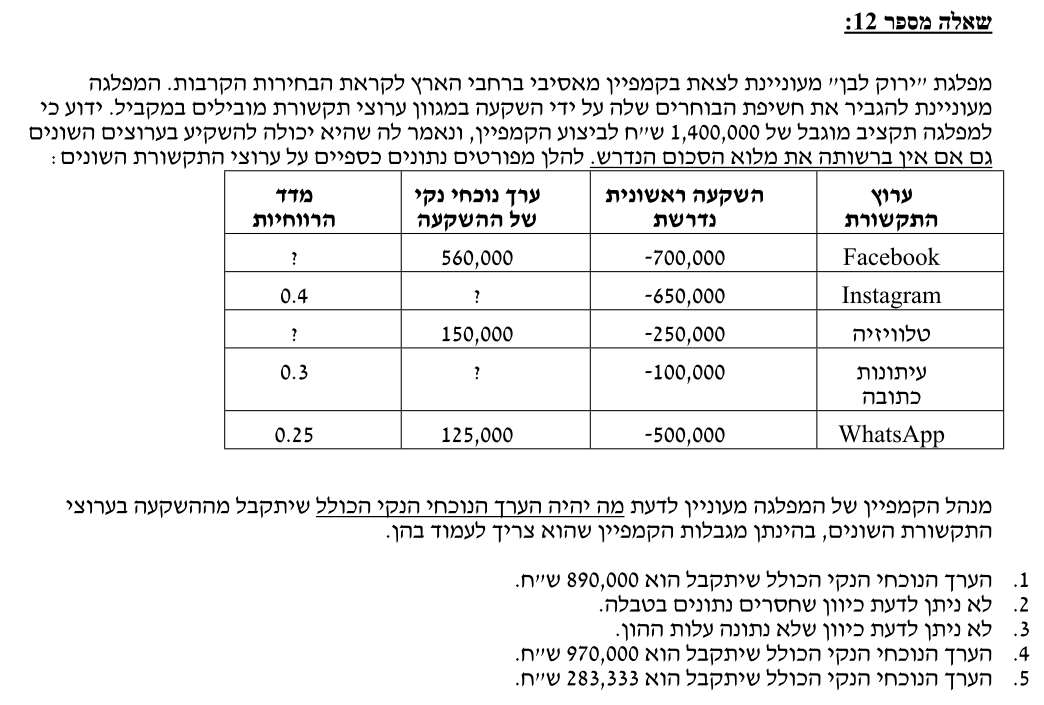 שאלה מספר 12:
מפלגת "ירוק לבן" מעוניינת לצאת בקמפיין מאסיבי ברחבי הארץ לקראת הבחירות הקרבות. המפלגה
מעוניינת להגביר את חשיפת הבוחרים שלה על ידי השקעה במגוון ערוצי תקשורת מובילים במקביל. ידוע כי
למפלגה תקציב מוגבל של 1,400,000 ש"ח לביצוע הקמפיין, ונאמר לה שהיא יכולה להשקיע בערוצים השונים
גם אם אין ברשותה את מלוא הסכום הנדרש. להלן מפורטים נתונים כספיים על ערוצי התקשורת השונים:
ערוץ התקשורת השקעה ראשונית נדרשת ערך נוכחי נקי של ההשקעה מדד הרווחיות
Facebook -700,000 560,000 ?
Instagram -650,000 ? 0.4
טלוויזיה -250,000 150,000 ?
עיתונות כתובה -100,000 ? 0.3
WhatsApp -500,000 125,000 0.25
מנהל הקמפיין של המפלגה מעוניין לדעת מה יהיה הערך הנוכחי הנקי הכולל שיתקבל מההשקעה בערוצי
התקשורת השונים, בהינתן מגבלות הקמפיין שהוא צריך לעמוד בהן.
1. הערך הנוכחי הנקי הכולל שיתקבל הוא 890,000 ש"ח.
2. לא ניתן לדעת כיוון שחסרים נתונים בטבלה.
3. לא ניתן לדעת כיוון שלא נתונה עלות ההון.
4. הערך הנוכחי הנקי הכולל שיתקבל הוא 970,000 ש"ח.
5. הערך הנוכחי הנקי הכולל שיתקבל הוא 283,333 ש"ח.